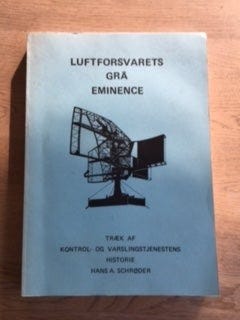 LUFTFORSVARETS
GRÅ
EMINENCE
TRÆK AF
KONTROL- OG VARSLINGSTJENESTENS
HISTORIE
HANS A. SCHRØDER